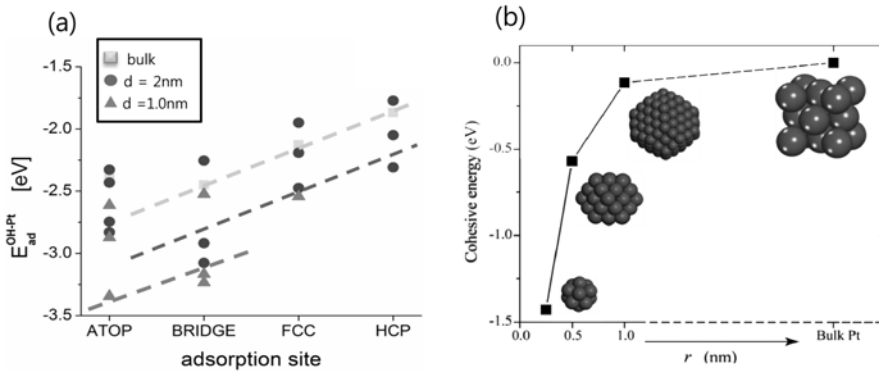 (a)
bulk
d = 2nm
d =1.0nm
-1.5
-2.0
-2.5
-3.0
-3.5
E_ad^OH-Pt [eV]
ATOP BRIDGE FCC HCP
adsorption site
(b)
0.0
-0.5
-1.0
-1.5
Cohesive energy (eV)
0.0 0.5 1.0 Bulk Pt
r (nm)